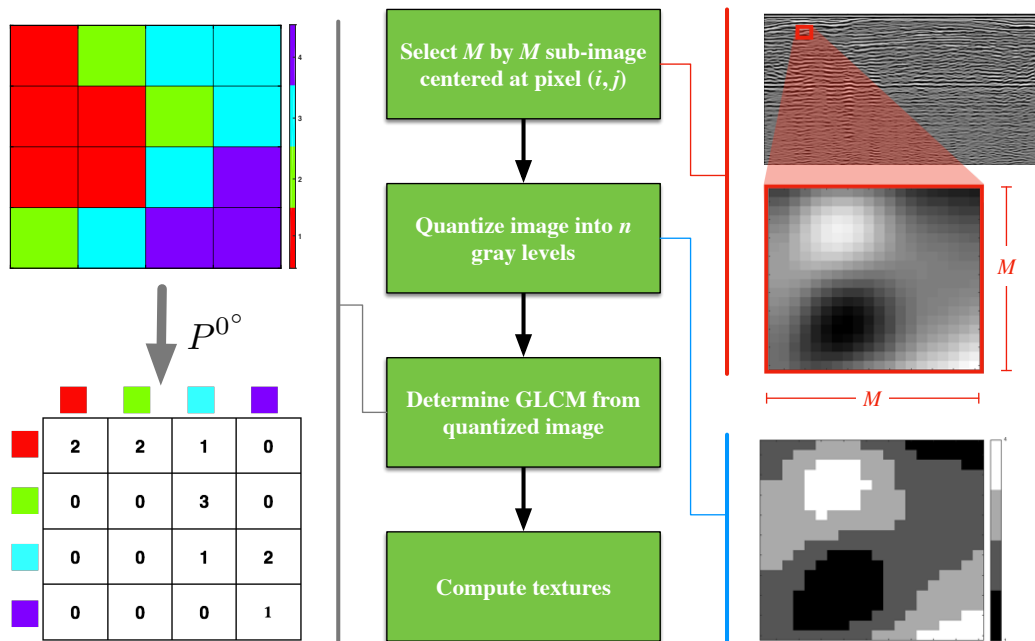 4
3
2
1
P^{0°}
2 2 1 0
0 0 3 0
0 0 1 2
0 0 0 1
Select M by M sub-image
centered at pixel (i, j)
Quantize image into n
gray levels
Determine GLCM from
quantized image
Compute textures
M
M